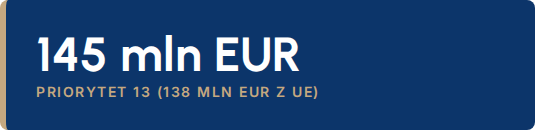 145 mln EUR
PRIORYTET 13 (138 MLN EUR Z UE)